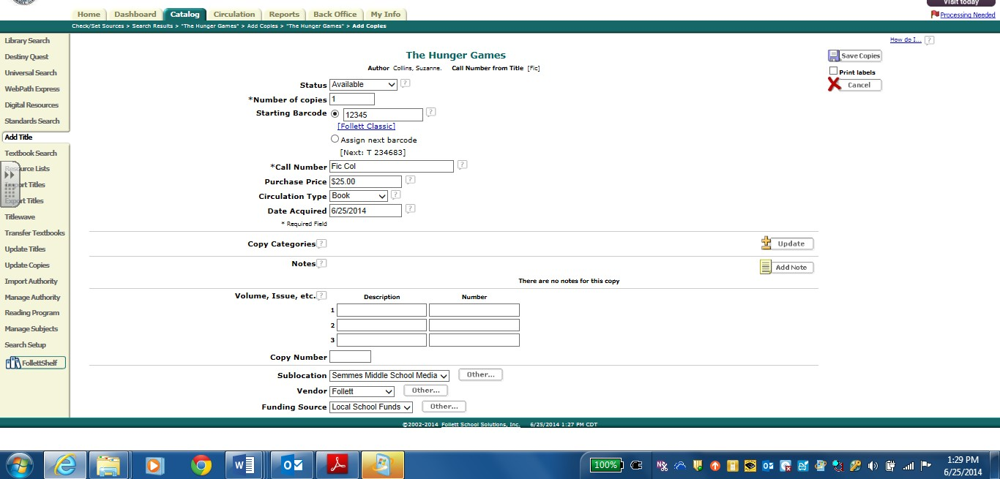 Visit today
Home Dashboard Catalog Circulation Reports Back Office My Info
Processing Needed
Check/Set Sources > Search Results > "The Hunger Games" > Add Copies > "The Hunger Games" > Add Copies
How do I... ?
Library Search
Destiny Quest
Universal Search
WebPath Express
Digital Resources
Standards Search
Add Title
Textbook Search
Resource Lists
Import Titles
Export Titles
Titlewave
Transfer Textbooks
Update Titles
Update Copies
Import Authority
Manage Authority
Reading Program
Manage Subjects
Search Setup
FollettShelf
The Hunger Games
Author Collins, Suzanne. Call Number from Title [Fic]
Save Copies
Print labels
Cancel
Status Available ?
*Number of copies 1
Starting Barcode 12345 ?
[Follett Classic]
Assign next barcode
[Next: T 234683]
*Call Number Fic Col ?
Purchase Price $25.00 ?
Circulation Type Book ?
Date Acquired 6/25/2014 ?
* Required Field
Copy Categories ? Update
Notes ? Add Note
There are no notes for this copy
Volume, Issue, etc. ? Description Number
1
2
3
Copy Number
Sublocation Semmes Middle School Media Other...
Vendor Follett Other...
Funding Source Local School Funds Other...
©2002-2014 Follett School Solutions, Inc. 6/25/2014 1:27 PM CDT
100%
1:29 PM
6/25/2014